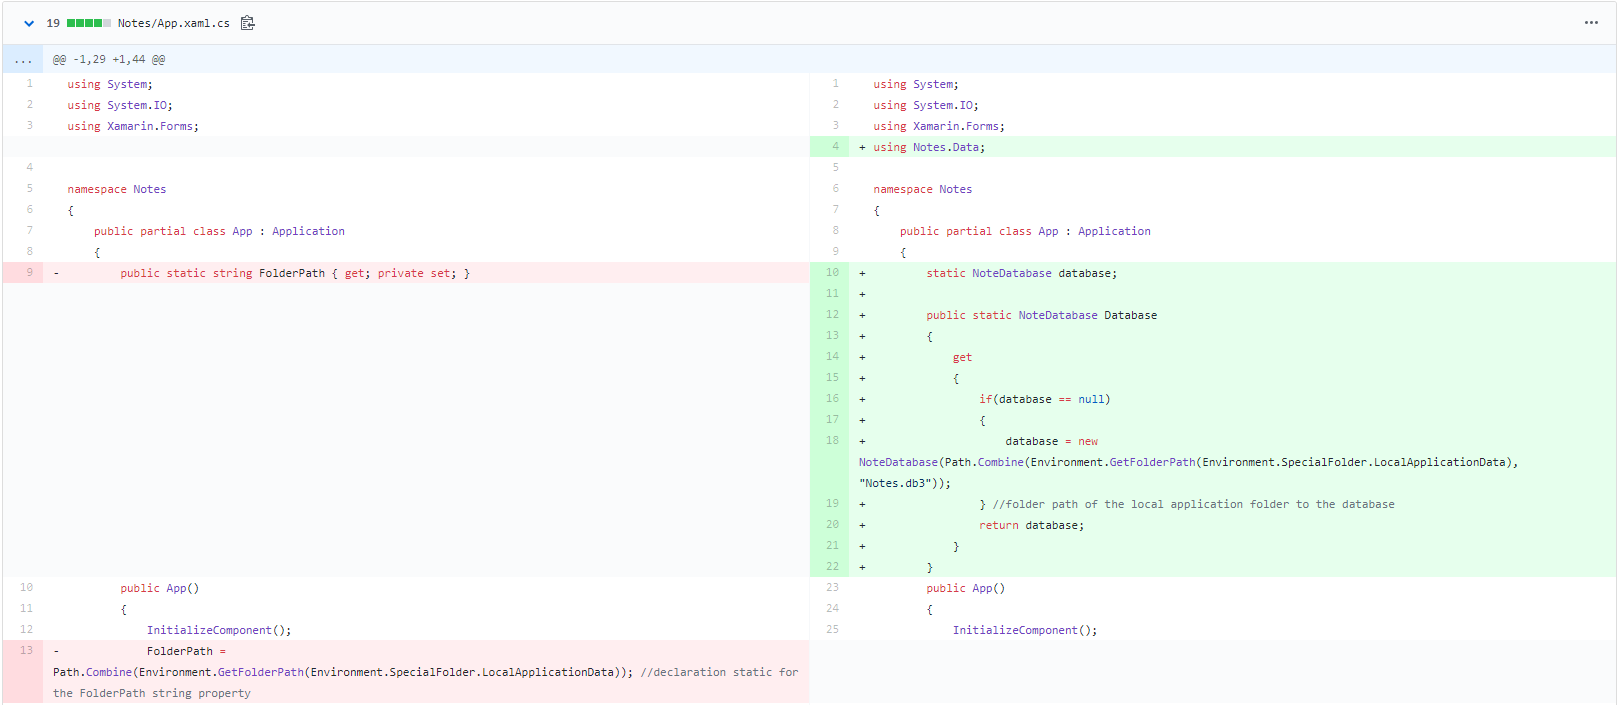 19 Notes/App.xaml.cs
... @@ -1,29 +1,44 @@
1 using System; 1 using System;
2 using System.IO; 2 using System.IO;
3 using Xamarin.Forms; 3 using Xamarin.Forms;
4 + using Notes.Data;
4 5
5 namespace Notes 6 namespace Notes
6 { 7 {
7 public partial class App : Application 8 public partial class App : Application
8 { 9 {
9 - public static string FolderPath { get; private set; } 10 + static NoteDatabase database;
11 +
12 + public static NoteDatabase Database
13 + {
14 + get
15 + {
16 + if(database == null)
17 + {
18 + database = new
NoteDatabase(Path.Combine(Environment.GetFolderPath(Environment.SpecialFolder.LocalApplicationData),
"Notes.db3"));
19 + } //folder path of the local application folder to the database
20 + return database;
21 + }
22 + }
10 public App() 23 public App()
11 { 24 {
12 InitializeComponent(); 25 InitializeComponent();
13 - FolderPath =
Path.Combine(Environment.GetFolderPath(Environment.SpecialFolder.LocalApplicationData)); //declaration static for
the FolderPath string property